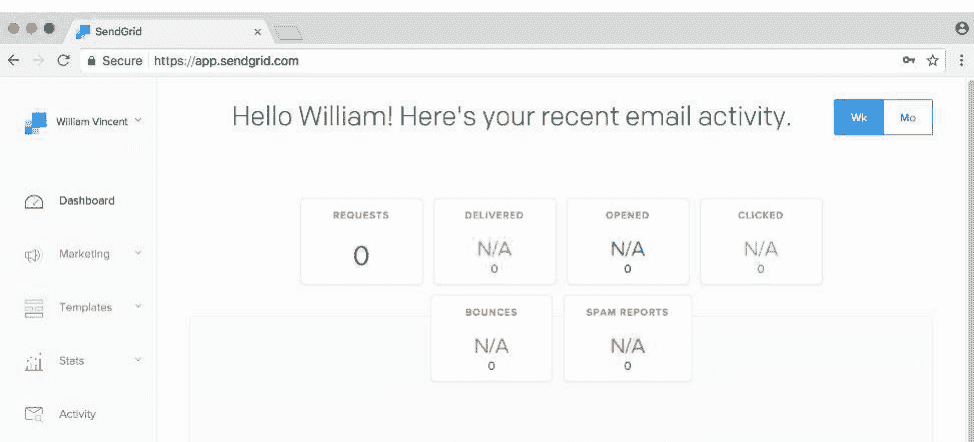 SendGrid
Secure https://app.sendgrid.com
William Vincent
Hello William! Here's your recent email activity.
Wk Mo
Dashboard
Marketing
Templates
Stats
Activity
REQUESTS
0
DELIVERED
N/A
0
OPENED
N/A
0
CLICKED
N/A
0
BOUNCES
N/A
0
SPAM REPORTS
N/A
0